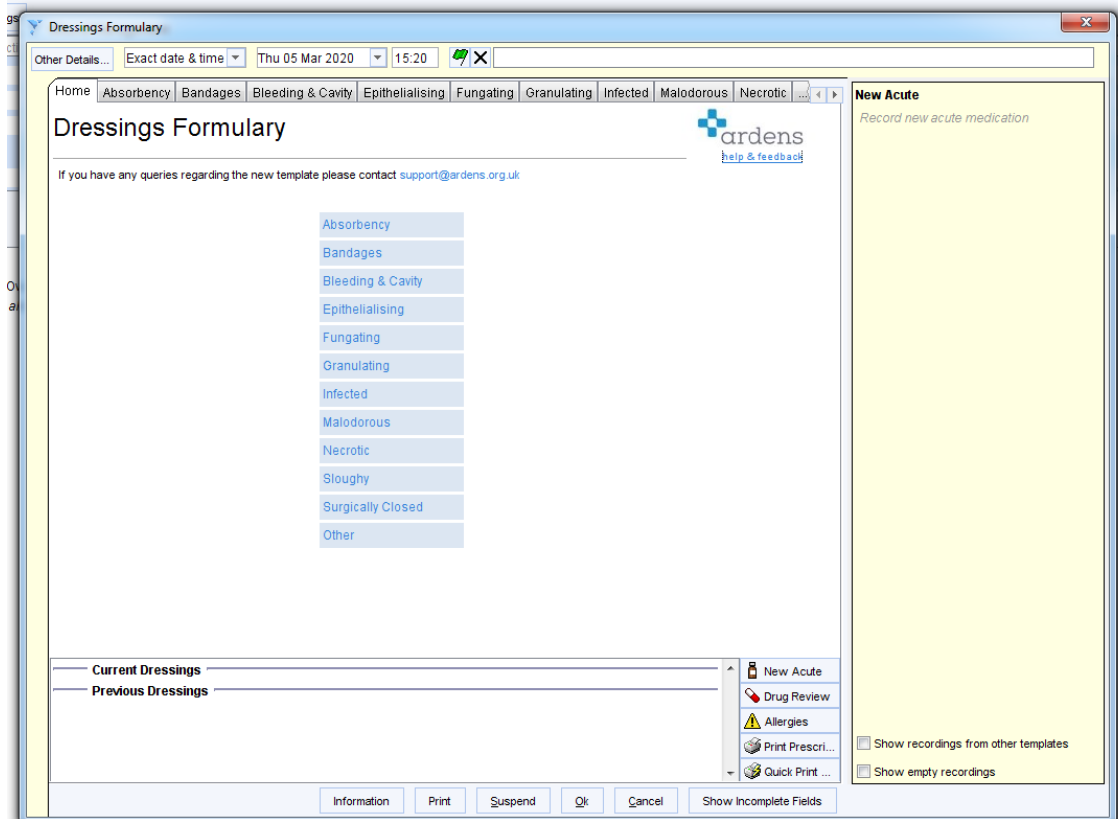 gs
Dressings Formulary
Other Details... Exact date & time Thu 05 Mar 2020 15:20
Home Absorbency Bandages Bleeding & Cavity Epithelialising Fungating Granulating Infected Malodorous Necrotic ...
Dressings Formulary
ardens
help & feedback
If you have any queries regarding the new template please contact support@ardens.org.uk
Absorbency
Bandages
Bleeding & Cavity
Epithelialising
Fungating
Granulating
Infected
Malodorous
Necrotic
Sloughy
Surgically Closed
Other
Current Dressings
Previous Dressings
New Acute
Drug Review
Allergies
Print Prescri...
Quick Print ...
New Acute
Record new acute medication
Show recordings from other templates
Show empty recordings
Information Print Suspend Ok Cancel Show Incomplete Fields